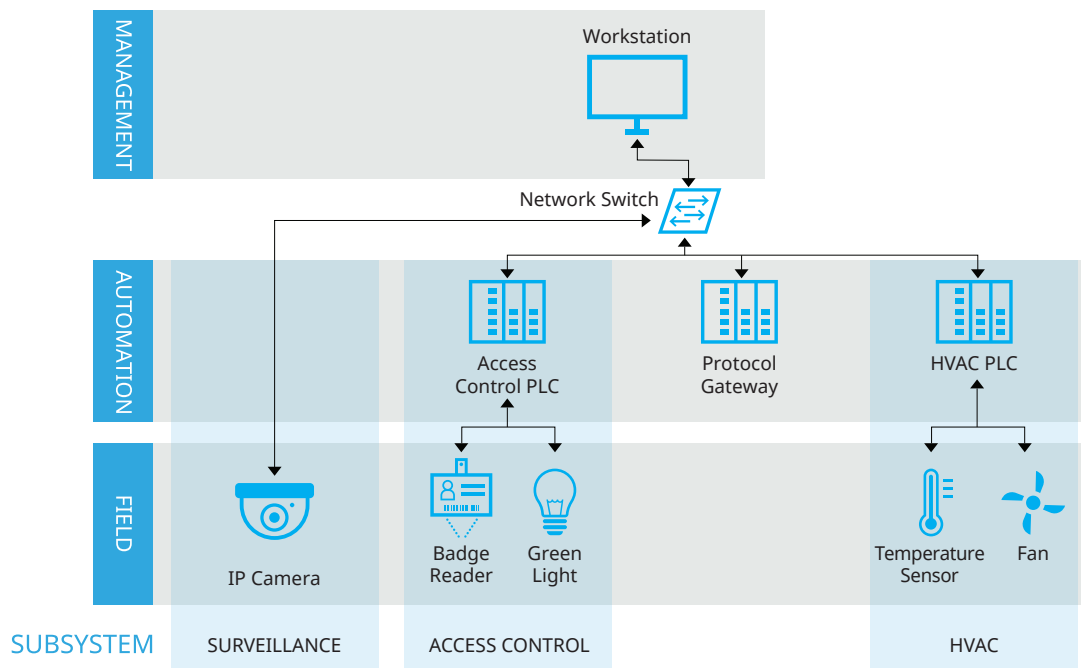 MANAGEMENT
Workstation
Network Switch
AUTOMATION
Access
Control PLC
Protocol
Gateway
HVAC PLC
FIELD
IP Camera
Badge
Reader
Green
Light
Temperature
Sensor
Fan
SUBSYSTEM
SURVEILLANCE
ACCESS CONTROL
HVAC